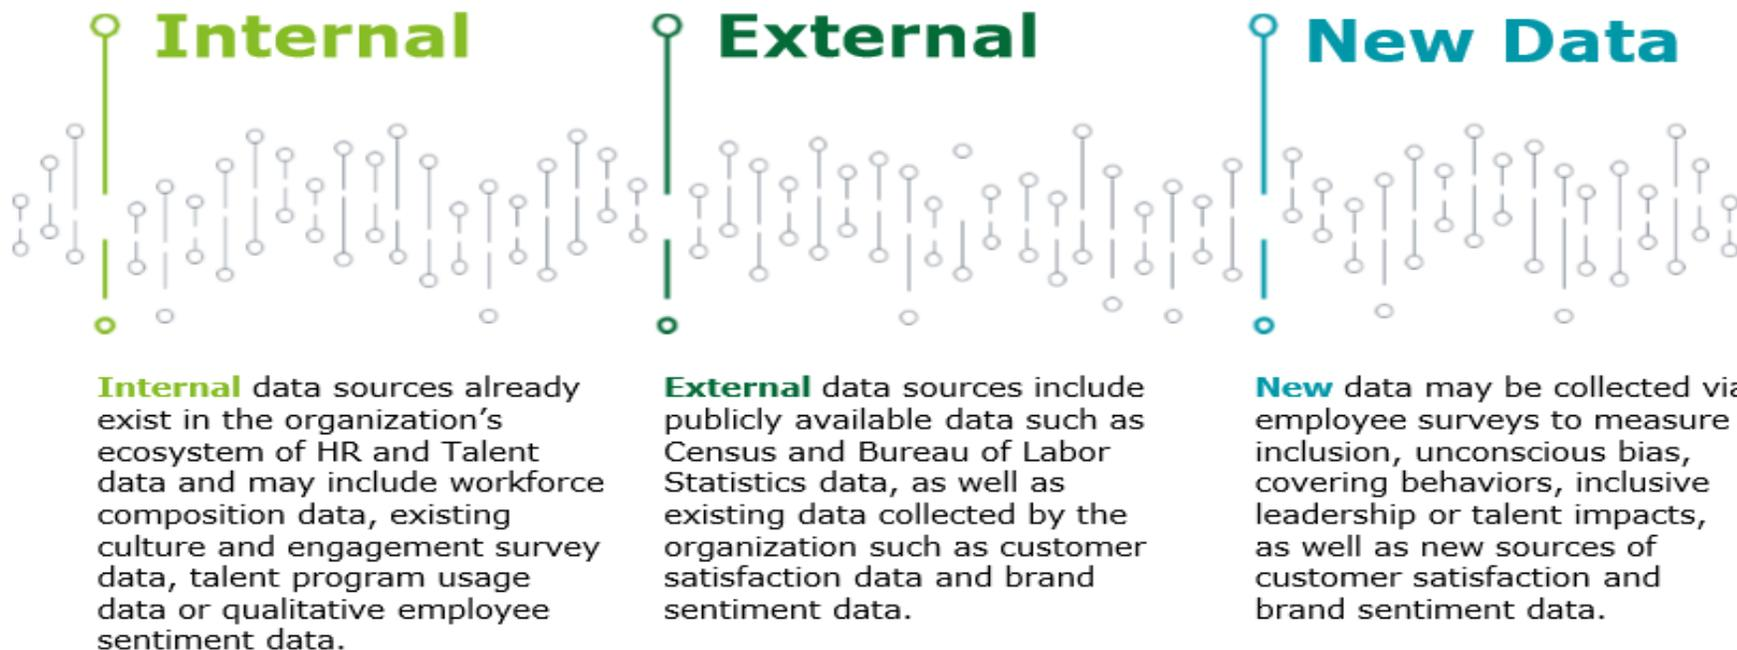 Internal
External
New Data
Internal data sources already
exist in the organization's
ecosystem of HR and Talent
data and may include workforce
composition data, existing
culture and engagement survey
data, talent program usage
data or qualitative employee
sentiment data.
External data sources include
publicly available data such as
Census and Bureau of Labor
Statistics data, as well as
existing data collected by the
organization such as customer
satisfaction data and brand
sentiment data.
New data may be collected via
employee surveys to measure
inclusion, unconscious bias,
covering behaviors, inclusive
leadership or talent impacts,
as well as new sources of
customer satisfaction and
brand sentiment data.